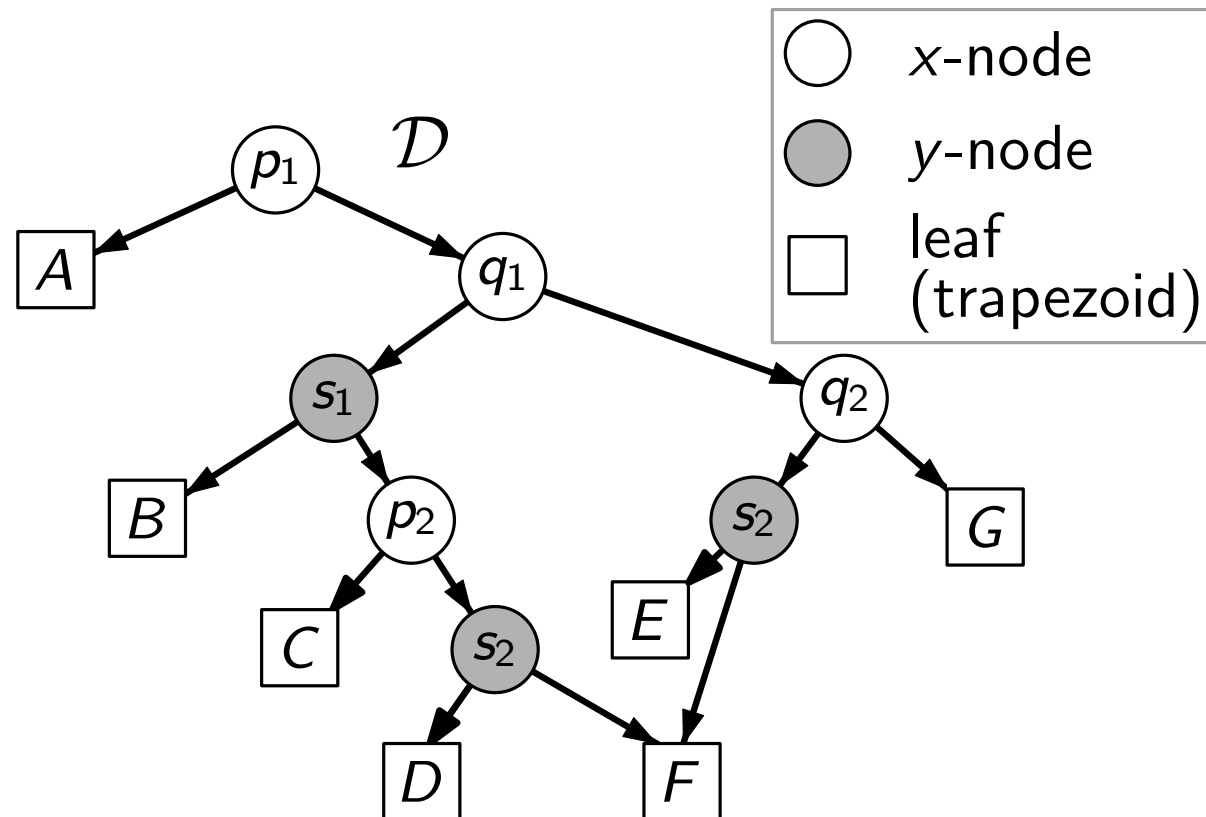 x-node
y-node
leaf
(trapezoid)
𝒟
p₁
A
q₁
s₁
q₂
B
p₂
s₂
G
C
s₂
E
D
F